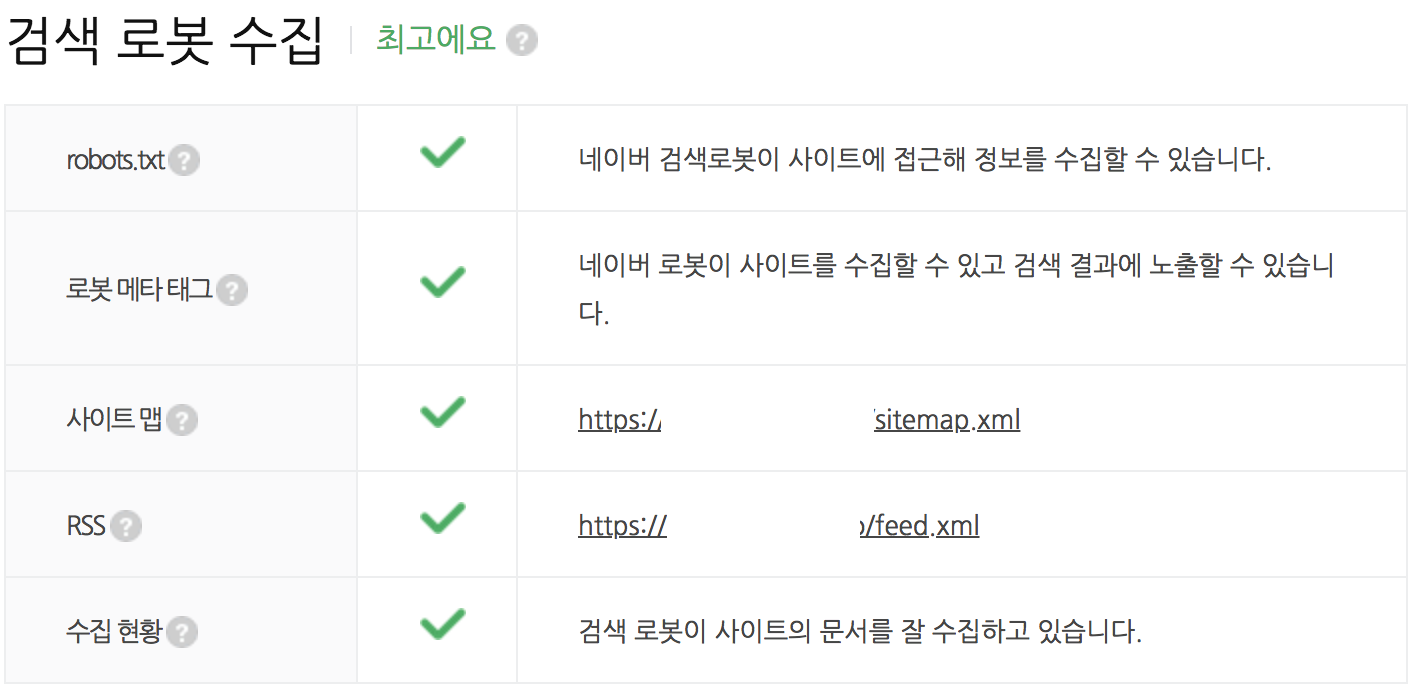 검색 로봇 수집 최고에요 ?
robots.txt ? 네이버 검색로봇이 사이트에 접근해 정보를 수집할 수 있습니다.
로봇 메타 태그 ? 네이버 로봇이 사이트를 수집할 수 있고 검색 결과에 노출할 수 있습니
다.
사이트 맵 ? https:// /sitemap.xml
RSS ? https:// /feed.xml
수집 현황 ? 검색 로봇이 사이트의 문서를 잘 수집하고 있습니다.